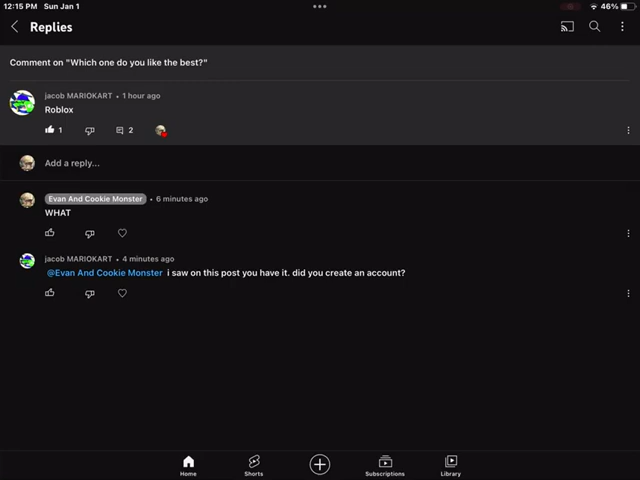 12:15 PM Sun Jan 1
46%
Replies
Comment on "Which one do you like the best?"
jacob MARIOKART • 1 hour ago
Roblox
1 2
Add a reply...
Evan And Cookie Monster • 6 minutes ago
WHAT
jacob MARIOKART • 4 minutes ago
@Evan And Cookie Monster i saw on this post you have it. did you create an account?
Home Shorts Subscriptions Library